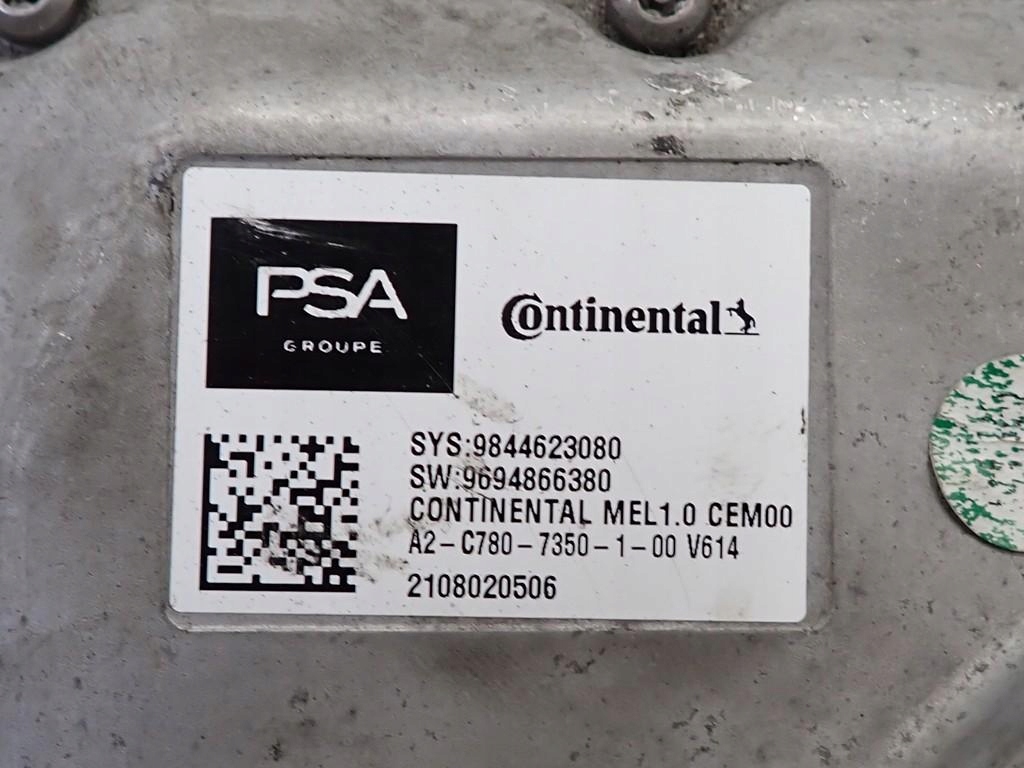 PSA
GROUPE
Continental
SYS:9844623080
SW:9694866380
CONTINENTAL MEL1.0 CEM00
A2-C780-7350-1-00 V614
2108020506